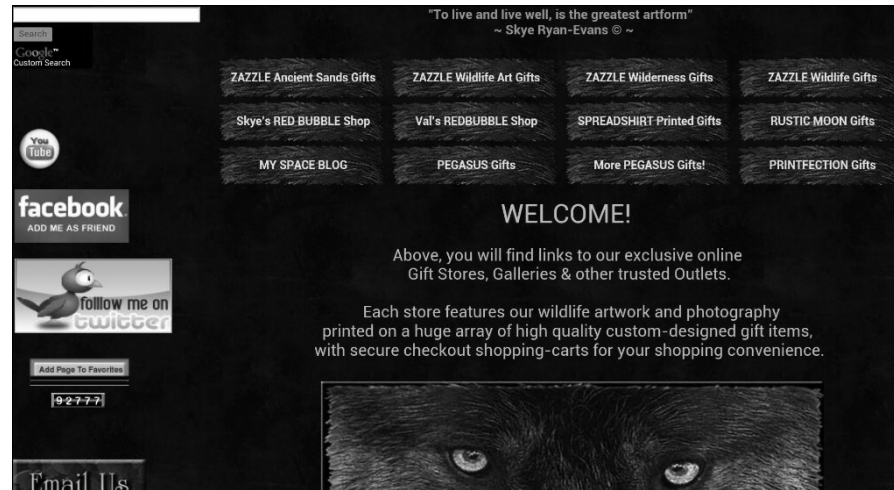 Search
Google™
Custom Search
You
Tube
facebook.
ADD ME AS FRIEND
folllow me on
twitter
Add Page To Favorites
92777
Email Us
"To live and live well, is the greatest artform"
~ Skye Ryan-Evans © ~
ZAZZLE Ancient Sands Gifts
ZAZZLE Wildlife Art Gifts
ZAZZLE Wilderness Gifts
ZAZZLE Wildlife Gifts
Skye's RED BUBBLE Shop
Val's REDBUBBLE Shop
SPREADSHIRT Printed Gifts
RUSTIC MOON Gifts
MY SPACE BLOG
PEGASUS Gifts
More PEGASUS Gifts!
PRINTFECTION Gifts
WELCOME!
Above, you will find links to our exclusive online
Gift Stores, Galleries & other trusted Outlets.
Each store features our wildlife artwork and photography
printed on a huge array of high quality custom-designed gift items,
with secure checkout shopping-carts for your shopping convenience.